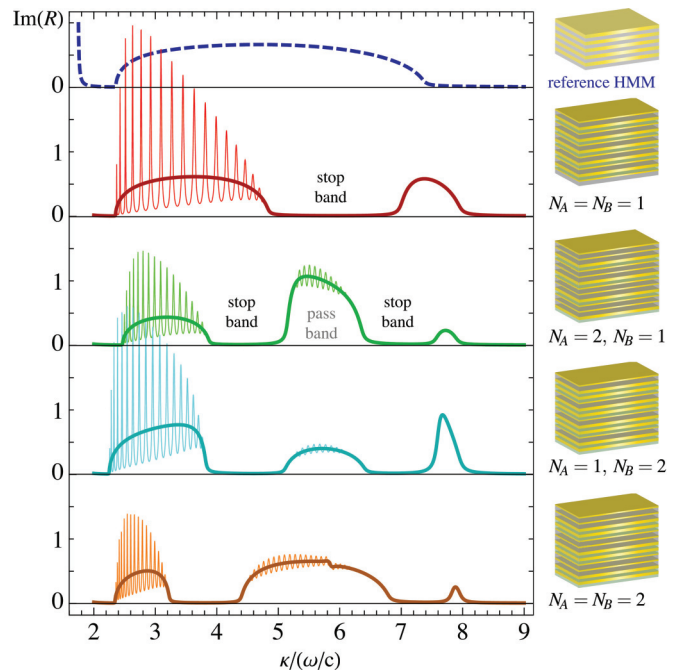 Im(R)
0
reference HMM
1
stop
band
0
N_A = N_B = 1
1
stop
band
pass
band
stop
band
0
N_A = 2, N_B = 1
1
0
N_A = 1, N_B = 2
1
0
N_A = N_B = 2
2 3 4 5 6 7 8 9
κ/(ω/c)